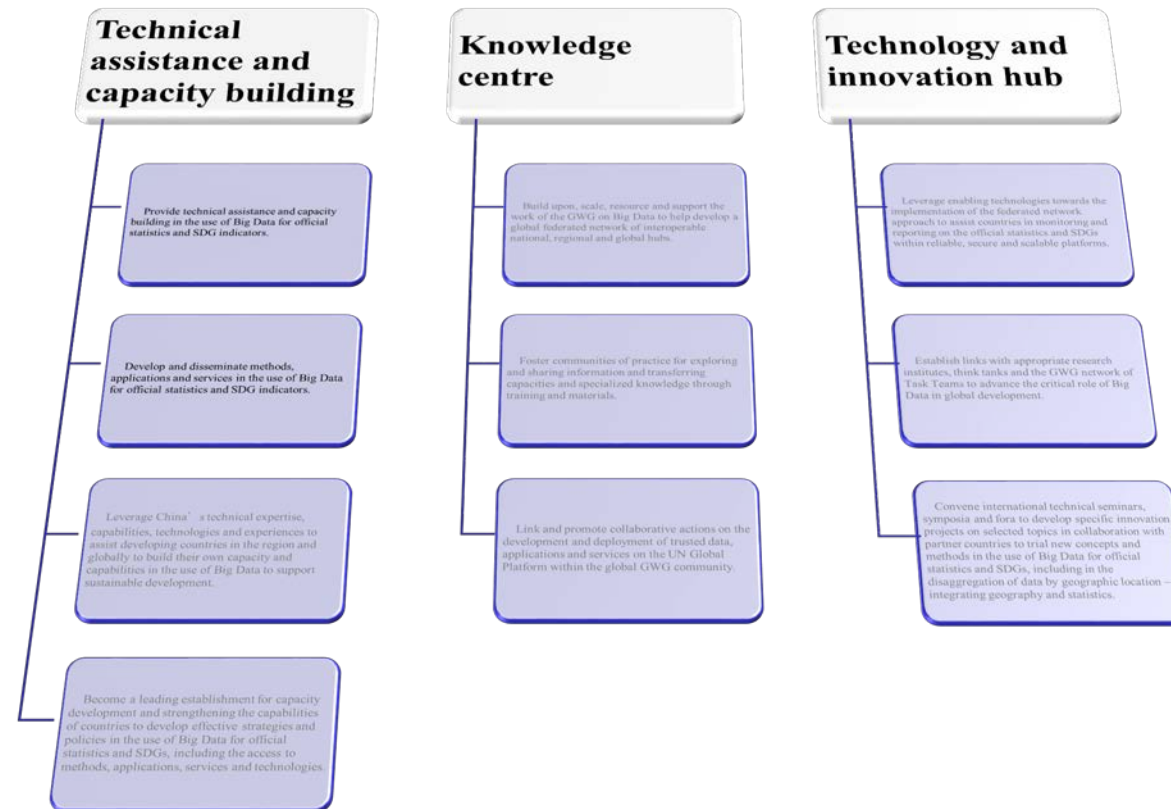 Technical
assistance and
capacity building
Provide technical assistance and capacity
building in the use of Big Data for official
statistics and SDG indicators.
Develop and disseminate methods,
applications and services in the use of Big Data
for official statistics and SDG indicators.
Leverage China’s technical expertise,
capabilities, technologies and experiences to
assist developing countries in the region and
globally to build their own capacity and
capabilities in the use of Big Data to support
sustainable development.
Become a leading establishment for capacity
development and strengthening the capabilities
of countries to develop effective strategies and
policies in the use of Big Data for official
statistics and SDGs, including the access to
methods, applications, services and technologies.
Knowledge
centre
Build upon, scale, resource and support the
work of the GWG on Big Data to help develop a
global federated network of interoperable
national, regional and global hubs.
Foster communities of practice for exploring
and sharing information and transferring
capacities and specialized knowledge through
training and materials.
Link and promote collaborative actions on the
development and deployment of trusted data,
applications and services on the UN Global
Platform within the global GWG community.
Technology and
innovation hub
Leverage enabling technologies towards the
implementation of the federated network
approach to assist countries in monitoring and
reporting on the official statistics and SDGs
within reliable, secure and scalable platforms.
Establish links with appropriate research
institutes, think tanks and the GWG network of
Task Teams to advance the critical role of Big
Data in global development.
Convene international technical seminars,
symposia and fora to develop specific innovation
projects on selected topics in collaboration with
partner countries to trial new concepts and
methods in the use of Big Data for official
statistics and SDGs, including in the
disaggregation of data by geographic location –
integrating geography and statistics.